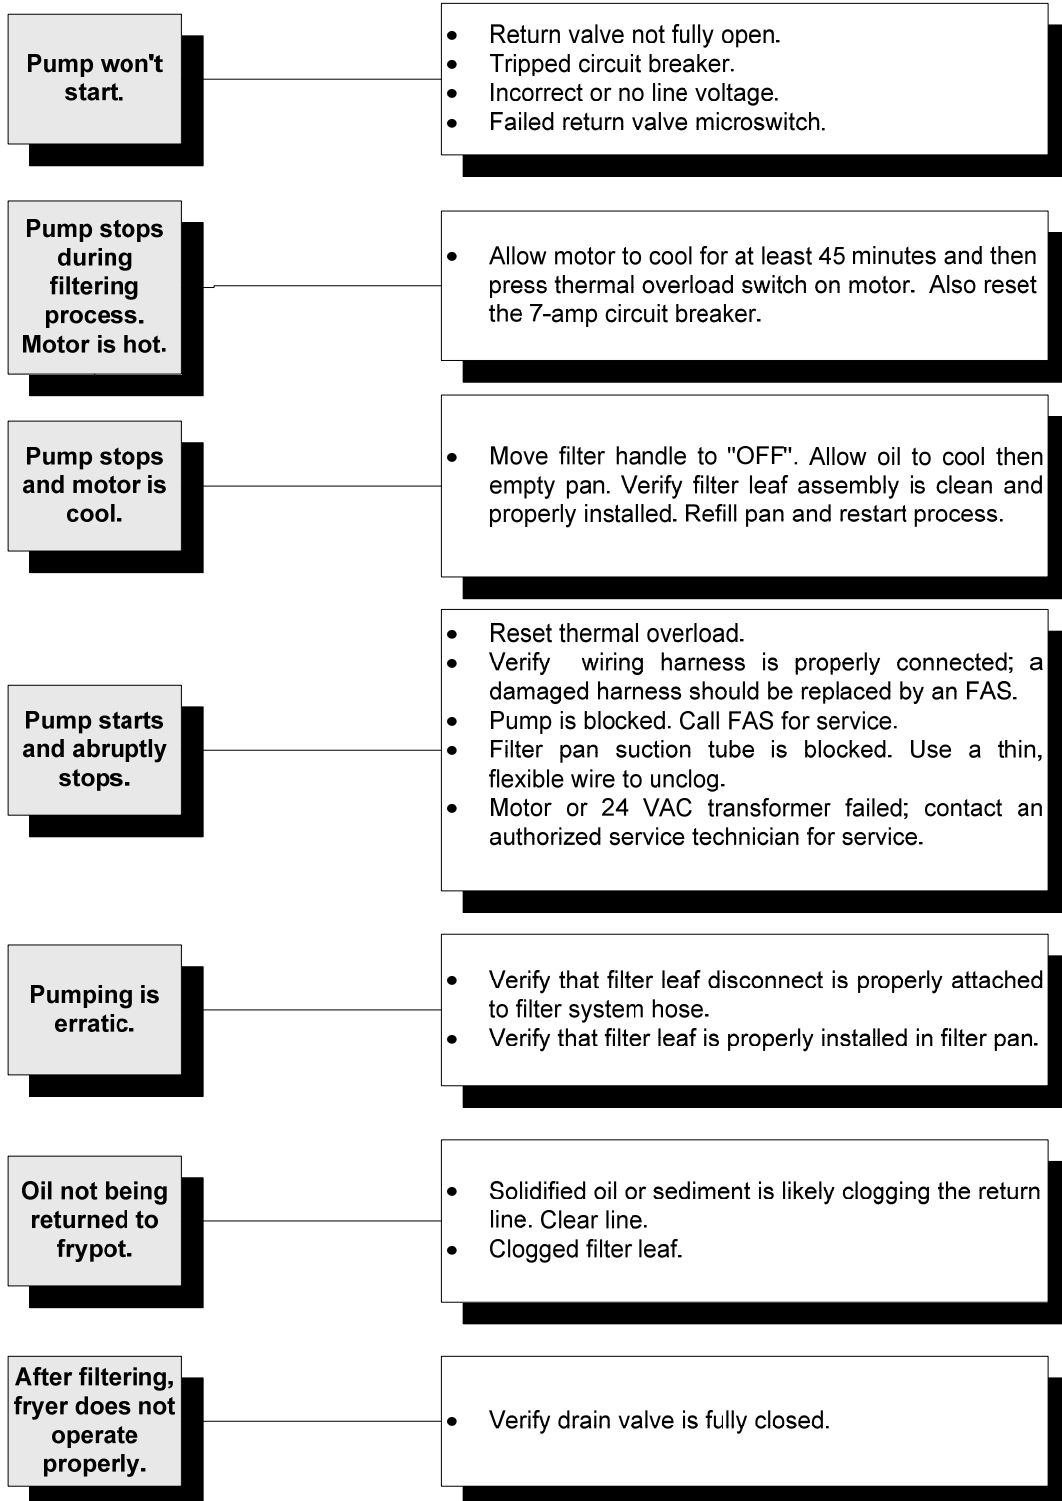 Pump won't
start.
• Return valve not fully open.
• Tripped circuit breaker.
• Incorrect or no line voltage.
• Failed return valve microswitch.
Pump stops
during
filtering
process.
Motor is hot.
• Allow motor to cool for at least 45 minutes and then
press thermal overload switch on motor. Also reset
the 7-amp circuit breaker.
Pump stops
and motor is
cool.
• Move filter handle to "OFF". Allow oil to cool then
empty pan. Verify filter leaf assembly is clean and
properly installed. Refill pan and restart process.
Pump starts
and abruptly
stops.
• Reset thermal overload.
• Verify wiring harness is properly connected; a
damaged harness should be replaced by an FAS.
• Pump is blocked. Call FAS for service.
• Filter pan suction tube is blocked. Use a thin,
flexible wire to unclog.
• Motor or 24 VAC transformer failed; contact an
authorized service technician for service.
Pumping is
erratic.
• Verify that filter leaf disconnect is properly attached
to filter system hose.
• Verify that filter leaf is properly installed in filter pan.
Oil not being
returned to
frypot.
• Solidified oil or sediment is likely clogging the return
line. Clear line.
• Clogged filter leaf.
After filtering,
fryer does not
operate
properly.
• Verify drain valve is fully closed.